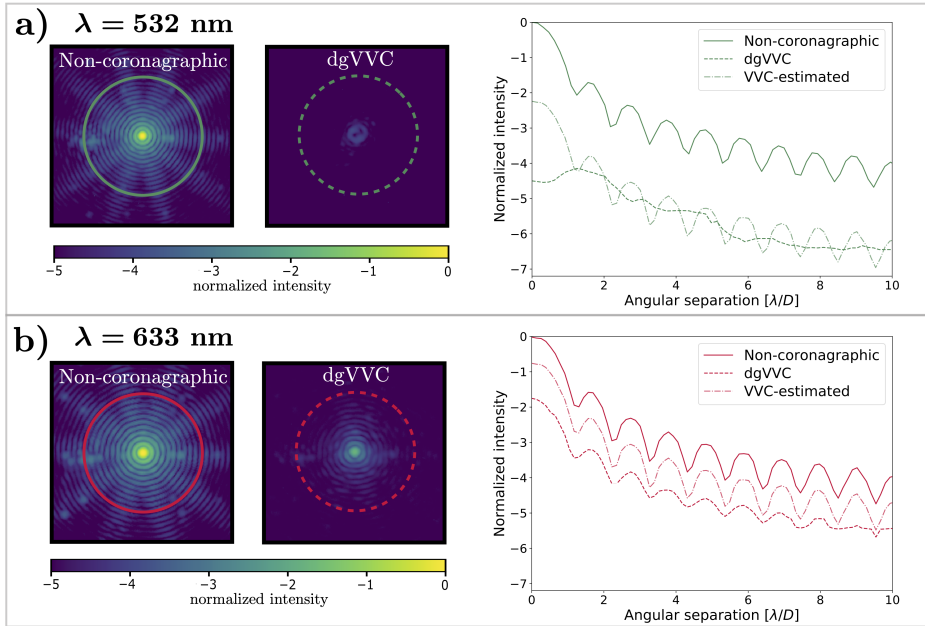 a) λ = 532 nm
Non-coronagraphic
dgVVC
−5 −4 −3 −2 −1 0
normalized intensity
Normalized intensity
0
−1
−2
−3
−4
−5
−6
−7
Non-coronagraphic
dgVVC
VVC-estimated
0 2 4 6 8 10
Angular separation [λ/D]
b) λ = 633 nm
Non-coronagraphic
dgVVC
−5 −4 −3 −2 −1 0
normalized intensity
Normalized intensity
0
−1
−2
−3
−4
−5
−6
−7
Non-coronagraphic
dgVVC
VVC-estimated
0 2 4 6 8 10
Angular separation [λ/D]